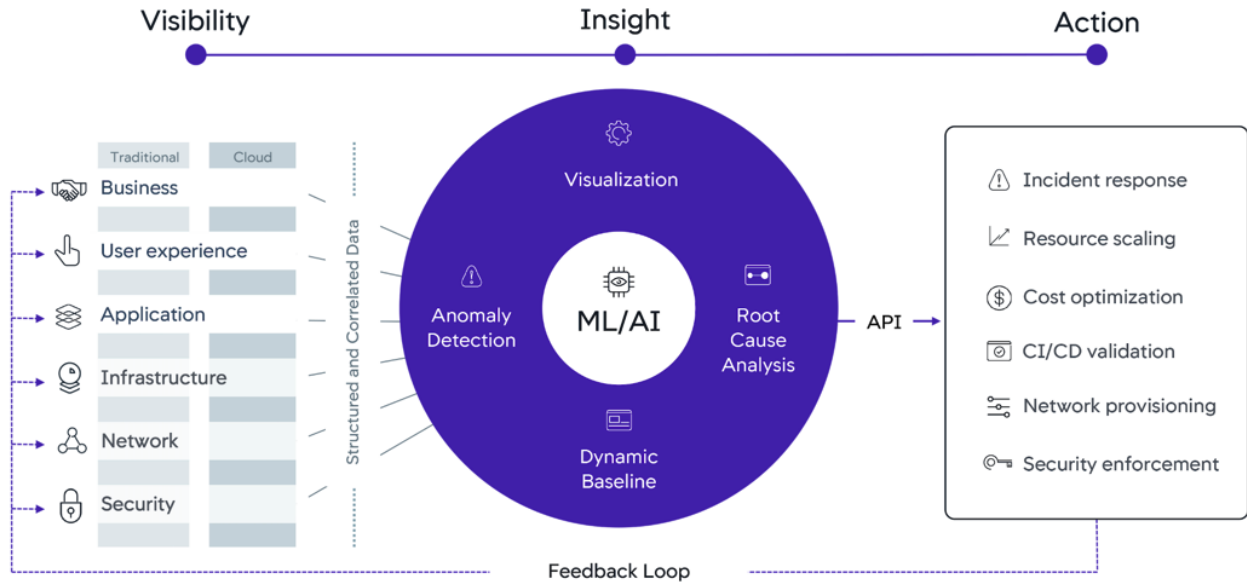 Visibility
Insight
Action
Traditional
Cloud
Business
User experience
Application
Infrastructure
Network
Security
Structured and Correlated Data
Visualization
Anomaly
Detection
ML/AI
Root
Cause
Analysis
Dynamic
Baseline
API
Incident response
Resource scaling
Cost optimization
CI/CD validation
Network provisioning
Security enforcement
Feedback Loop